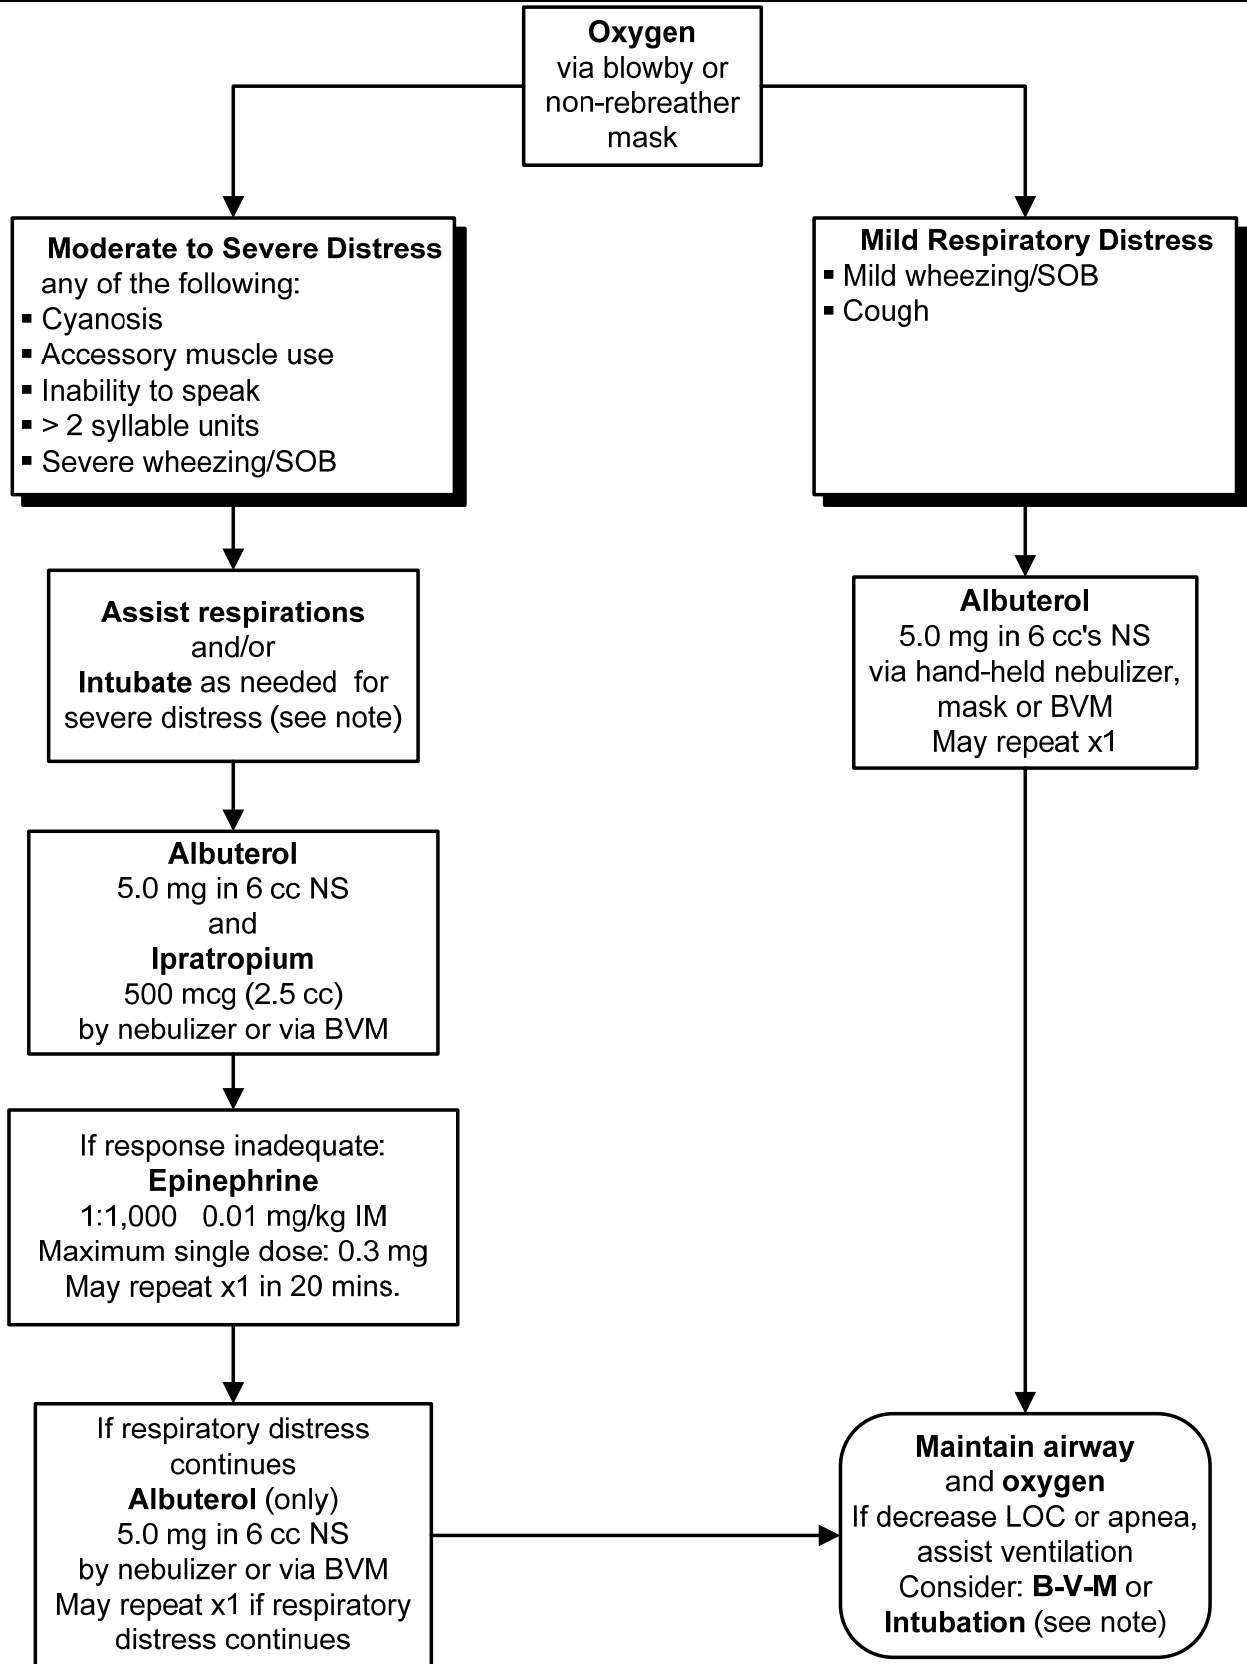 Oxygen
via blowby or
non-rebreather
mask
Moderate to Severe Distress
any of the following:
▪ Cyanosis
▪ Accessory muscle use
▪ Inability to speak
▪ > 2 syllable units
▪ Severe wheezing/SOB
Mild Respiratory Distress
▪ Mild wheezing/SOB
▪ Cough
Assist respirations
and/or
Intubate as needed for
severe distress (see note)
Albuterol
5.0 mg in 6 cc's NS
via hand-held nebulizer,
mask or BVM
May repeat x1
Albuterol
5.0 mg in 6 cc NS
and
Ipratropium
500 mcg (2.5 cc)
by nebulizer or via BVM
If response inadequate:
Epinephrine
1:1,000 0.01 mg/kg IM
Maximum single dose: 0.3 mg
May repeat x1 in 20 mins.
If respiratory distress
continues
Albuterol (only)
5.0 mg in 6 cc NS
by nebulizer or via BVM
May repeat x1 if respiratory
distress continues
Maintain airway
and oxygen
If decrease LOC or apnea,
assist ventilation
Consider: B-V-M or
Intubation (see note)